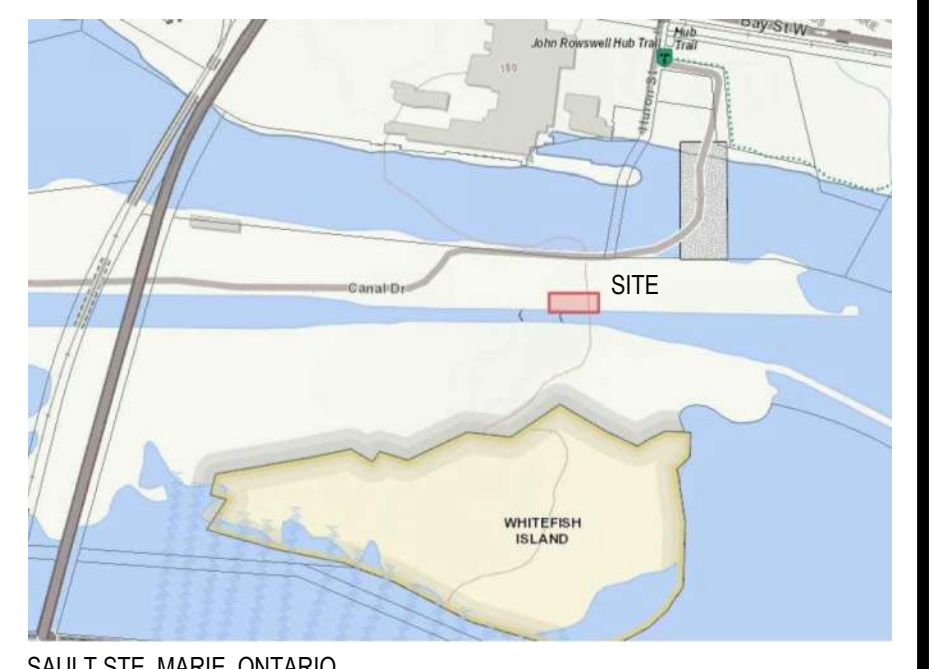 Bay St W
John Rowswell Hub Trail
Hub
Trail
180
Huron St
SITE
Canal Dr
WHITEFISH
ISLAND
SAULT STE. MARIE, ONTARIO